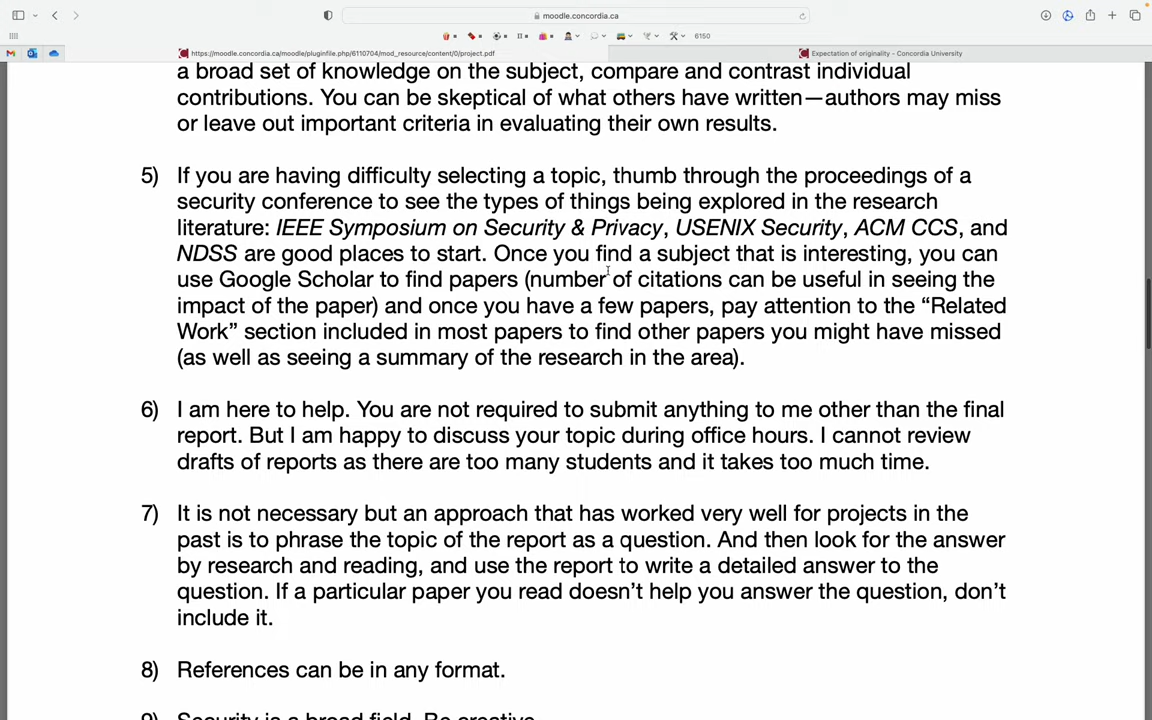 moodle.concordia.ca
6150
https://moodle.concordia.ca/moodle/pluginfile.php/6110704/mod_resource/content/0/project.pdf
Expectation of originality - Concordia University
a broad set of knowledge on the subject, compare and contrast individual
contributions. You can be skeptical of what others have written—authors may miss
or leave out important criteria in evaluating their own results.
5) If you are having difficulty selecting a topic, thumb through the proceedings of a
security conference to see the types of things being explored in the research
literature: IEEE Symposium on Security & Privacy, USENIX Security, ACM CCS, and
NDSS are good places to start. Once you find a subject that is interesting, you can
use Google Scholar to find papers (number of citations can be useful in seeing the
impact of the paper) and once you have a few papers, pay attention to the “Related
Work” section included in most papers to find other papers you might have missed
(as well as seeing a summary of the research in the area).
6) I am here to help. You are not required to submit anything to me other than the final
report. But I am happy to discuss your topic during office hours. I cannot review
drafts of reports as there are too many students and it takes too much time.
7) It is not necessary but an approach that has worked very well for projects in the
past is to phrase the topic of the report as a question. And then look for the answer
by research and reading, and use the report to write a detailed answer to the
question. If a particular paper you read doesn’t help you answer the question, don’t
include it.
8) References can be in any format.
9) Security is a broad field. Be creative.